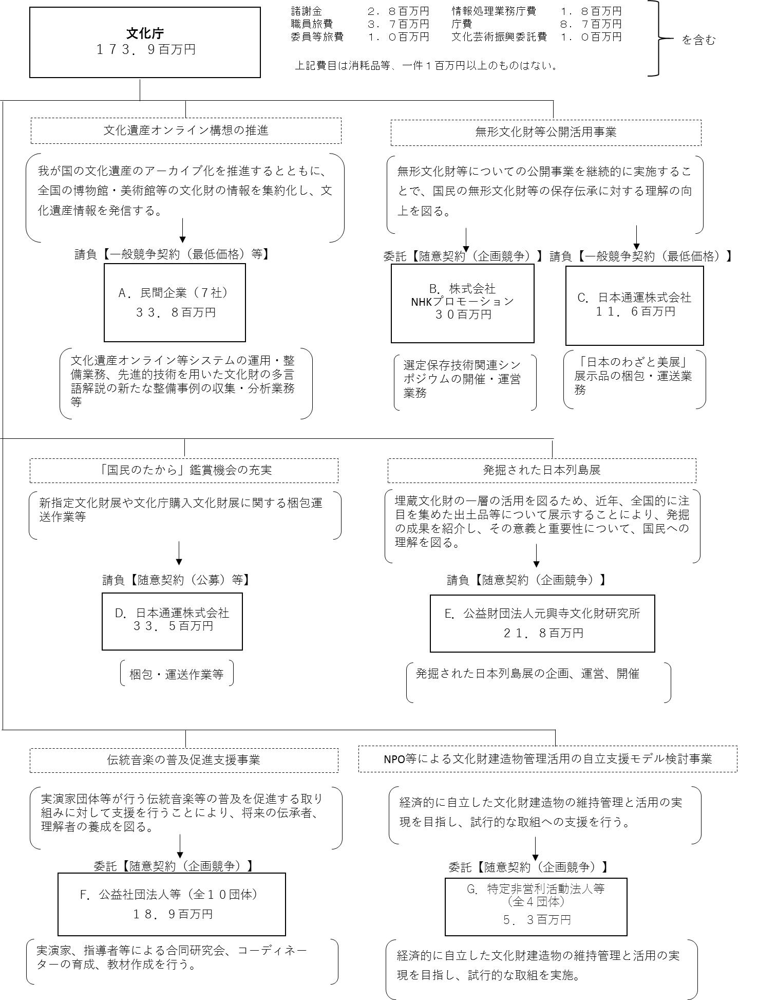 文化庁
１７３．９百万円
諸謝金　２．８百万円　情報処理業務庁費　１．８百万円
職員旅費　３．７百万円　庁費　８．７百万円
委員等旅費　１．０百万円　文化芸術振興委託費　１．０百万円
を含む
上記費目は消耗品等、一件１百万円以上のものはない。
文化遺産オンライン構想の推進
我が国の文化遺産のアーカイブ化を推進するとともに、
全国の博物館・美術館等の文化財の情報を集約化し、文
化遺産情報を発信する。
請負【一般競争契約（最低価格）等】
A．民間企業（７社）
３３．８百万円
文化遺産オンライン等システムの運用・整
備業務、先進的技術を用いた文化財の多言
語解説の新たな整備事例の収集・分析業務
等
無形文化財等公開活用事業
無形文化財等についての公開事業を継続的に実施するこ
とで、国民の無形文化財等の保存伝承に対する理解の向
上を図る。
委託【随意契約（企画競争）】
B．株式会社
NHKプロモーション
３０百万円
選定保存技術関連シン
ポジウムの開催・運営
業務
請負【一般競争契約（最低価格）】
C．日本通運株式会社
１１．６百万円
「日本のわざと美展」
展示品の梱包・運送業
務
「国民のたから」鑑賞機会の充実
新指定文化財展や文化庁購入文化財展に関する梱包運
送作業等
請負【随意契約（公募）等】
D．日本通運株式会社
３３．５百万円
梱包・運送作業等
発掘された日本列島展
埋蔵文化財の一層の活用を図るため、近年、全国的に注
目を集めた出土品等について展示することにより、発掘
の成果を紹介し、その意義と重要性について、国民への
理解を図る。
請負【随意契約（企画競争）】
E．公益財団法人元興寺文化財研究所
２１．８百万円
発掘された日本列島展の企画、運営、開催
伝統音楽の普及促進支援事業
実演家団体等が行う伝統音楽等の普及を促進する取り
組みに対して支援を行うことにより、将来の伝承者、
理解者の養成を図る。
委託【随意契約（企画競争）】
F．公益社団法人等（全１０団体）
１８．９百万円
実演家、指導者等による合同研究会、コーディネー
ターの育成、教材作成を行う。
NPO等による文化財建造物管理活用の自立支援モデル検討事業
経済的に自立した文化財建造物の維持管理と活用の実
現を目指し、試行的な取組への支援を行う。
委託【随意契約（企画競争）】
G．特定非営利活動法人等
（全４団体）
５．３百万円
経済的に自立した文化財建造物の維持管理と活用の実
現を目指し、試行的な取組を実施。